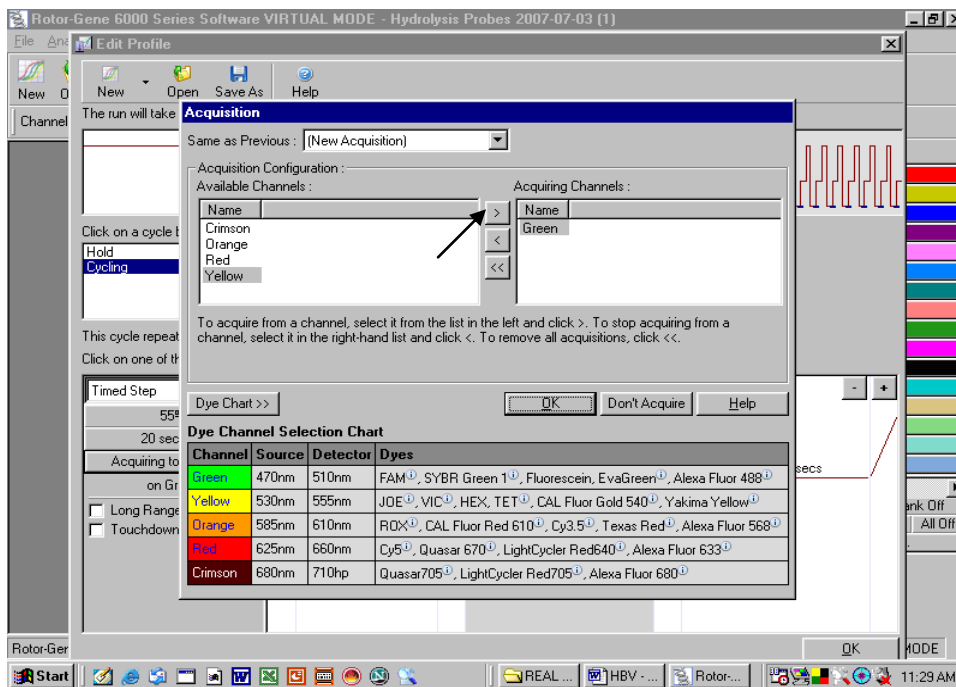 Rotor-Gene 6000 Series Software VIRTUAL MODE - Hydrolysis Probes 2007-07-03 (1)
File Ana
Edit Profile
New
New Open Save As Help
Channel
The run will take
Acquisition
Same as Previous : (New Acquisition)
Acquisition Configuration :
Available Channels : Acquiring Channels :
Name > Name
Crimson Green
Orange <
Red
Yellow <<
Click on a cycle b
Hold
Cycling
To acquire from a channel, select it from the list in the left and click >. To stop acquiring from a
channel, select it in the right-hand list and click <. To remove all acquisitions, click <<.
This cycle repeat
Click on one of th
Timed Step - +
Dye Chart >> OK Don't Acquire Help
55º
20 sec
Dye Channel Selection Chart
Channel Source Detector Dyes
Green 470nm 510nm FAM, SYBR Green 1, Fluorescein, EvaGreen, Alexa Fluor 488
Yellow 530nm 555nm JOE, VIC, HEX, TET, CAL Fluor Gold 540, Yakima Yellow
Orange 585nm 610nm ROX, CAL Fluor Red 610, Cy3.5, Texas Red, Alexa Fluor 568
Red 625nm 660nm Cy5, Quasar 670, LightCycler Red640, Alexa Fluor 633
Crimson 680nm 710hp Quasar705, LightCycler Red705, Alexa Fluor 680
Acquiring to
on Gr
Long Range
Touchdown
secs
ank Off
All Off
OK
Rotor-Ger MODE
Start REAL ... HBV - ... Rotor-... 11:29 AM